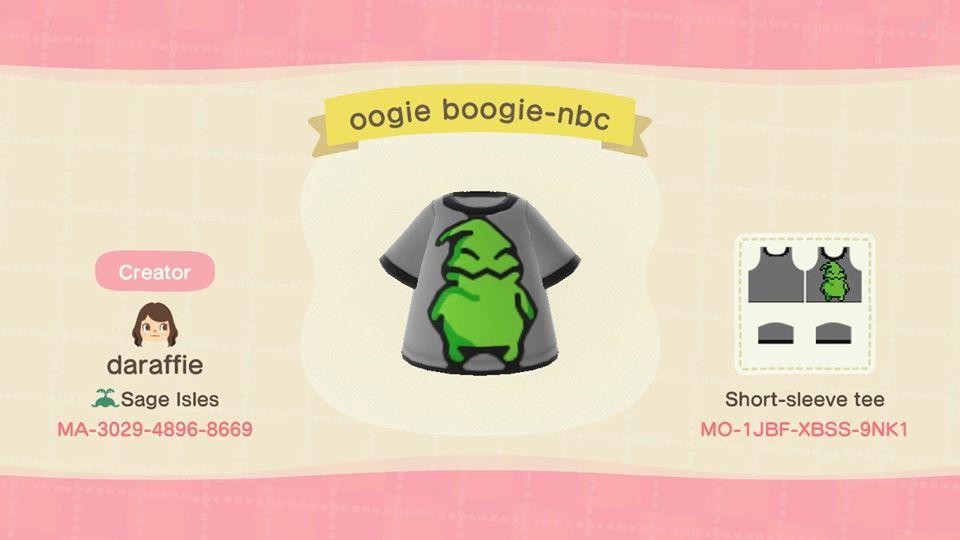 oogie boogie-nbc
Creator
daraffie
Sage Isles
MA-3029-4896-8669
Short-sleeve tee
MO-1JBF-XBSS-9NK1